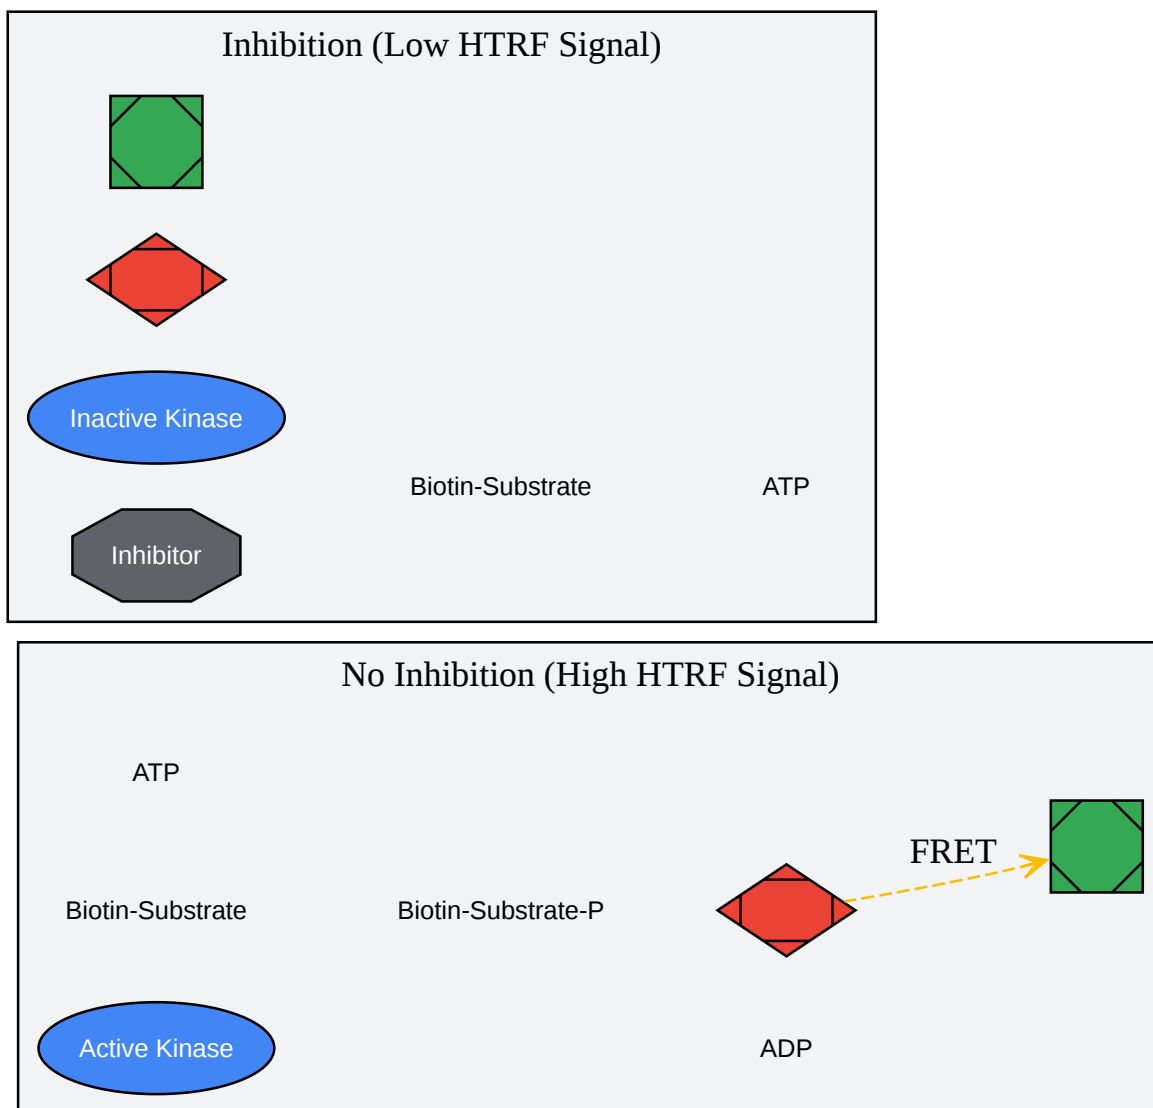 Inhibition (Low HTRF Signal)
Inactive Kinase
Biotin-Substrate
ATP
Inhibitor
No Inhibition (High HTRF Signal)
ATP
FRET
Biotin-Substrate
Biotin-Substrate-P
Active Kinase
ADP